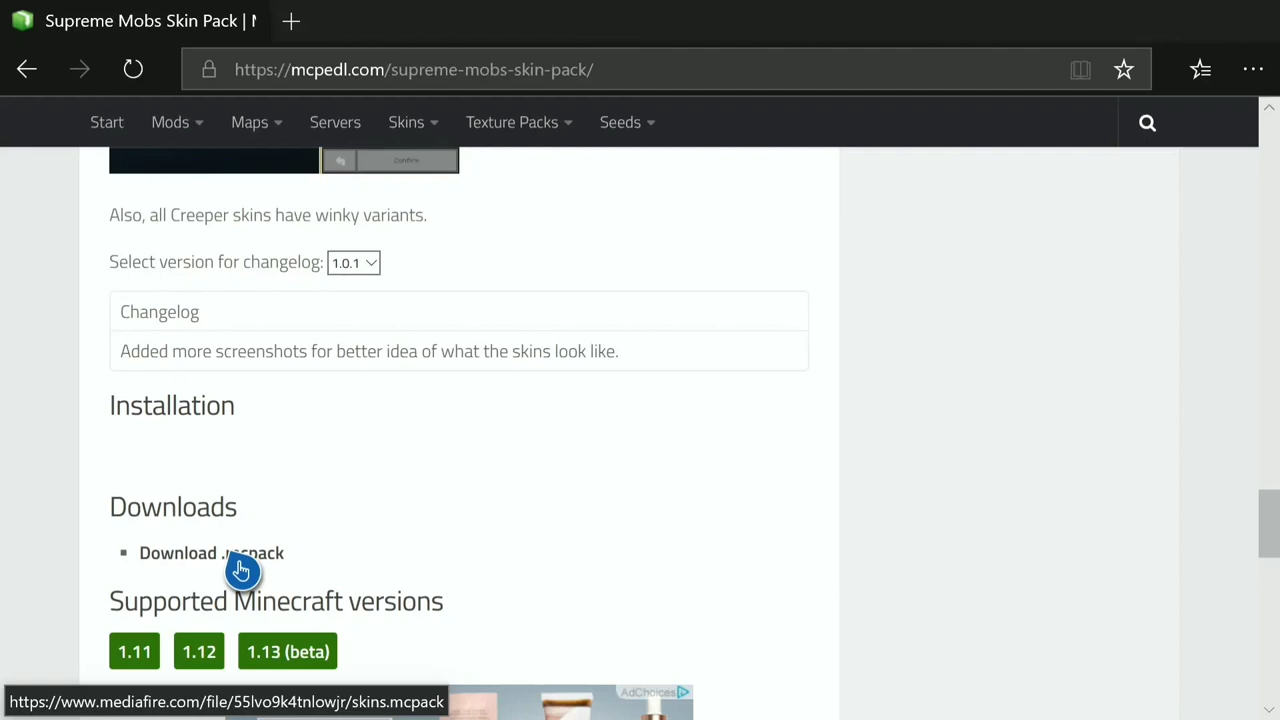 Supreme Mobs Skin Pack | M
https://mcpedl.com/supreme-mobs-skin-pack/
Start Mods Maps Servers Skins Texture Packs Seeds
Confirm
Also, all Creeper skins have winky variants.
Select version for changelog: 1.0.1
Changelog
Added more screenshots for better idea of what the skins look like.
Installation
Downloads
Download .mcpack
Supported Minecraft versions
1.11 1.12 1.13 (beta)
AdChoices
https://www.mediafire.com/file/55lvo9k4tnlowjr/skins.mcpack